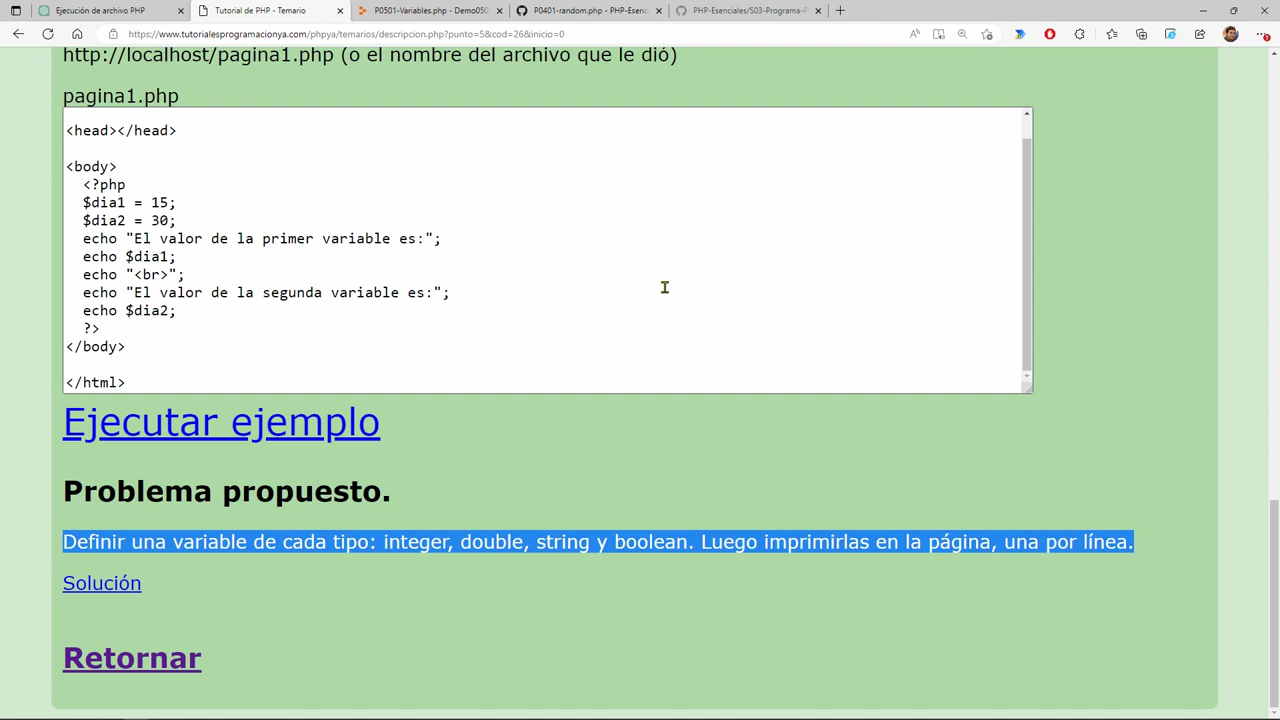 Ejecución de archivo PHP
Tutorial de PHP - Temario
P0501-Variables.php - Demo050
P0401-random.php - PHP-Esenc
PHP-Esenciales/S03-Programa-P
https://www.tutorialesprogramacionya.com/phpya/temarios/descripcion.php?punto=5&cod=26&inicio=0
http://localhost/pagina1.php (o el nombre del archivo que le dió)
pagina1.php
<head></head>
<body>
<?php
$dia1 = 15;
$dia2 = 30;
echo "El valor de la primer variable es:";
echo $dia1;
echo "<br>";
echo "El valor de la segunda variable es:";
echo $dia2;
?>
</body>
</html>
Ejecutar ejemplo
Problema propuesto.
Definir una variable de cada tipo: integer, double, string y boolean. Luego imprimirlas en la página, una por línea.
Solución
Retornar